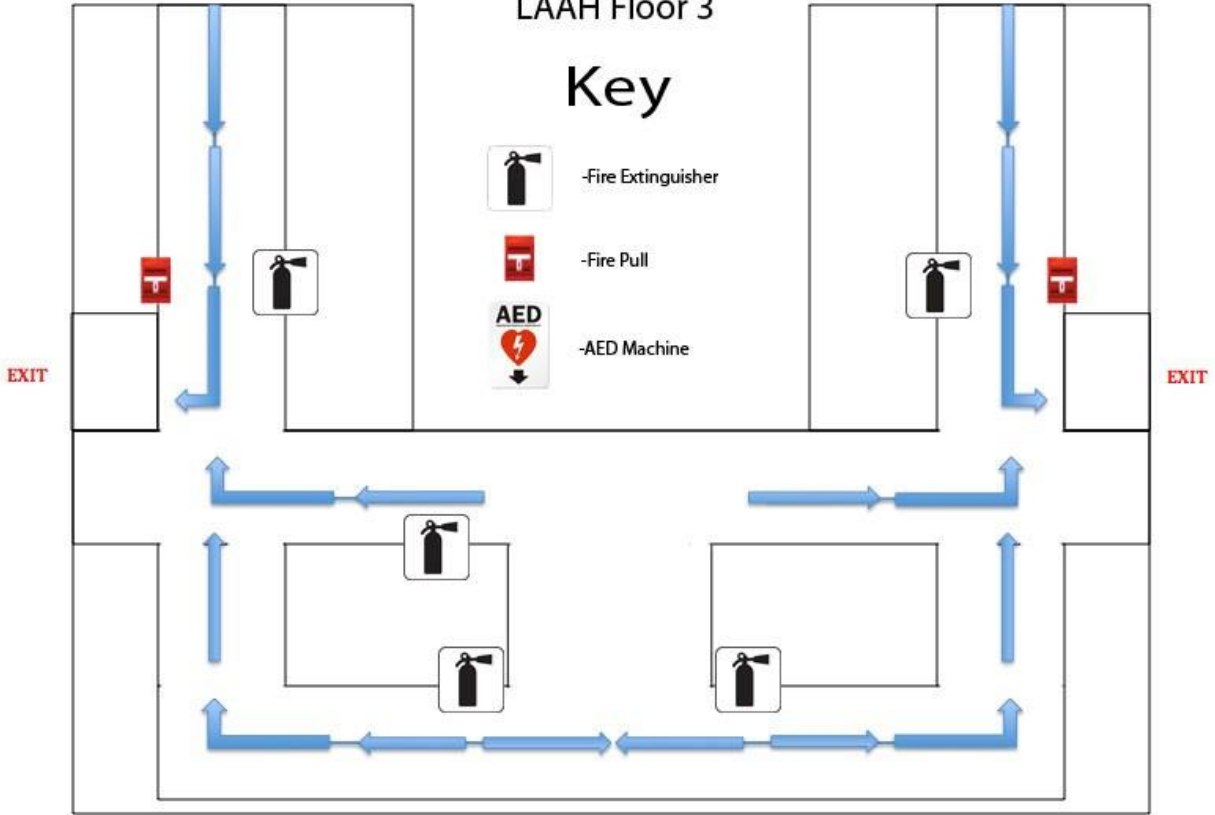 LAAH Floor 3
Key
-Fire Extinguisher
-Fire Pull
AED
-AED Machine
EXIT
EXIT